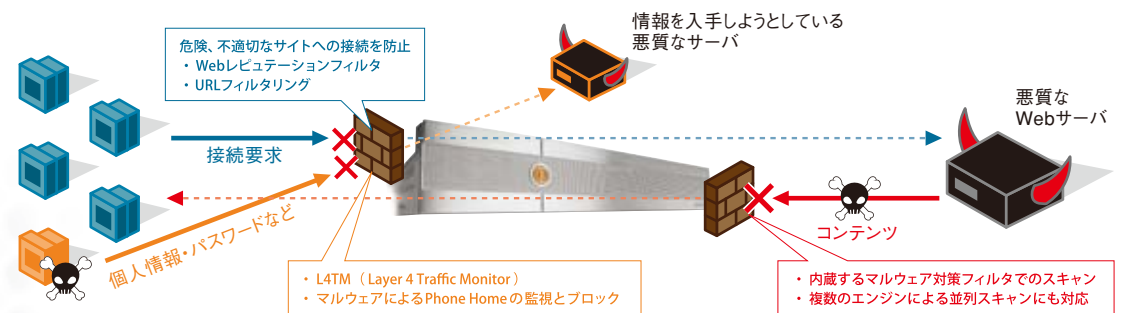 危険、不適切なサイトへの接続を防止
・ Webレピュテーションフィルタ
・ URLフィルタリング
情報を入手しようとしている
悪質なサーバ
悪質な
Webサーバ
接続要求
個人情報・パスワードなど
コンテンツ
・ L4TM（Layer 4 Traffic Monitor）
・ マルウェアによるPhone Homeの監視とブロック
・ 内蔵するマルウェア対策フィルタでのスキャン
・ 複数のエンジンによる並列スキャンにも対応